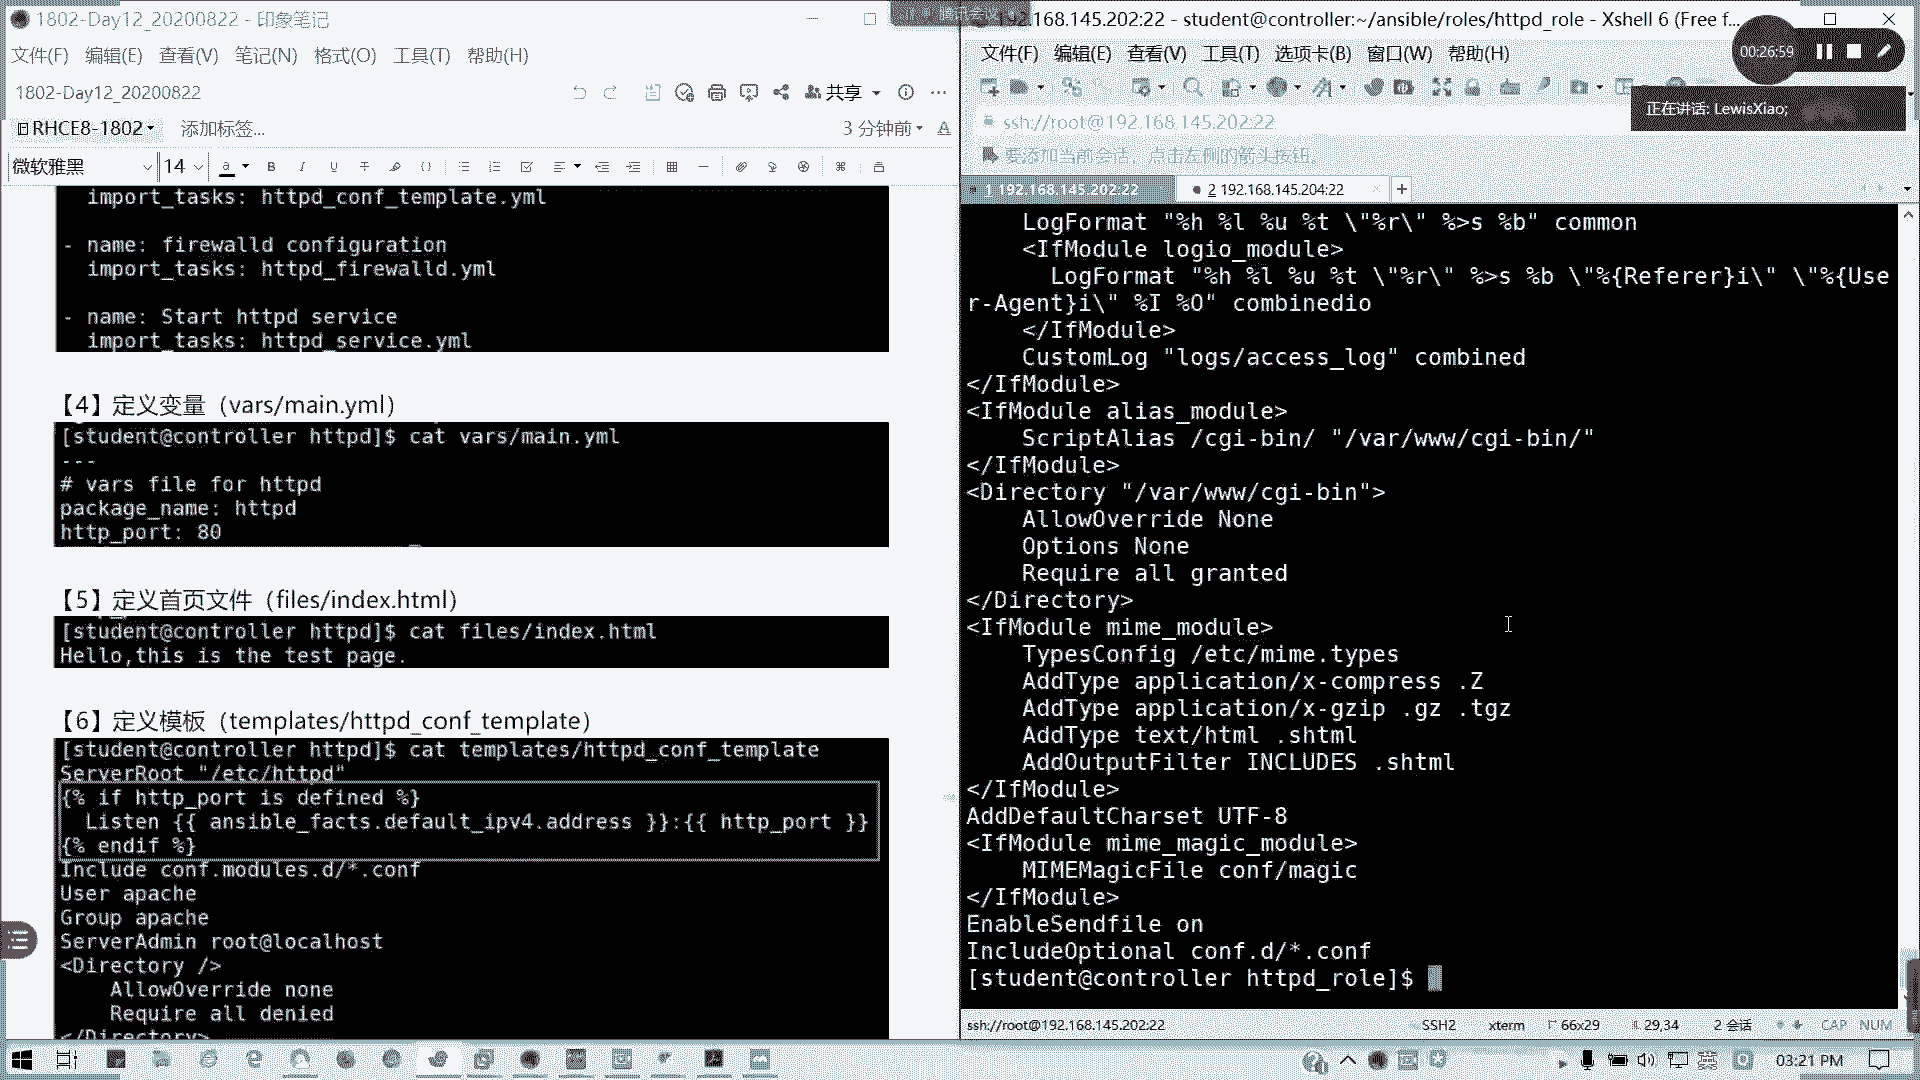 1802-Day12_20200822 - 印象笔记
文件(F) 编辑(E) 查看(V) 笔记(N) 格式(O) 工具(T) 帮助(H)
1802-Day12_20200822
共享
RHCE8-1802
添加标签...
3 分钟前
微软雅黑
14
import_tasks: httpd_conf_template.yml
- name: firewalld configuration
import_tasks: httpd_firewalld.yml
- name: Start httpd service
import_tasks: httpd_service.yml
【4】定义变量（vars/main.yml）
[student@controller httpd]$ cat vars/main.yml
---
# vars file for httpd
package_name: httpd
http_port: 80
【5】定义首页文件（files/index.html）
[student@controller httpd]$ cat files/index.html
Hello,this is the test page.
【6】定义模板（templates/httpd_conf_template）
[student@controller httpd]$ cat templates/httpd_conf_template
ServerRoot "/etc/httpd"
{% if http_port is defined %}
Listen {{ ansible_facts.default_ipv4.address }}:{{ http_port }}
{% endif %}
Include conf.modules.d/*.conf
User apache
Group apache
ServerAdmin root@localhost
<Directory />
AllowOverride none
Require all denied
</Directory>
192.168.145.202:22 - student@controller:~/ansible/roles/httpd_role - Xshell 6 (Free f...
文件(F) 编辑(E) 查看(V) 工具(T) 选项卡(B) 窗口(W) 帮助(H)
00:26:59
正在讲话: LewisXiao;
ssh://root@192.168.145.202:22
要添加当前会话，点击左侧的箭头按钮。
1 192.168.145.202:22
2 192.168.145.204:22
LogFormat "%h %l %u %t \"%r\" %>s %b" common
<IfModule logio_module>
LogFormat "%h %l %u %t \"%r\" %>s %b \"%{Referer}i\" \"%{Use
r-Agent}i\" %I %O" combinedio
</IfModule>
CustomLog "logs/access_log" combined
</IfModule>
<IfModule alias_module>
ScriptAlias /cgi-bin/ "/var/www/cgi-bin/"
</IfModule>
<Directory "/var/www/cgi-bin">
AllowOverride None
Options None
Require all granted
</Directory>
<IfModule mime_module>
TypesConfig /etc/mime.types
AddType application/x-compress .Z
AddType application/x-gzip .gz .tgz
AddType text/html .shtml
AddOutputFilter INCLUDES .shtml
</IfModule>
AddDefaultCharset UTF-8
<IfModule mime_magic_module>
MIMEMagicFile conf/magic
</IfModule>
EnableSendfile on
IncludeOptional conf.d/*.conf
[student@controller httpd_role]$
ssh://root@192.168.145.202:22
SSH2 xterm 66x29 29,34 2 会话 CAP NUM
英
03:21 PM